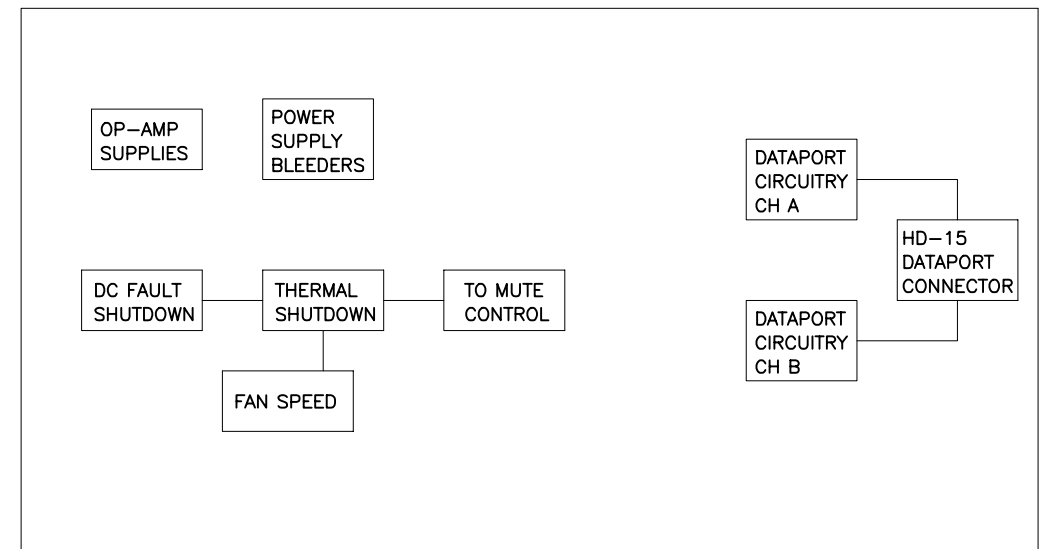 OP-AMP
SUPPLIES
POWER
SUPPLY
BLEEDERS
DATAPORT
CIRCUITRY
CH A
HD-15
DATAPORT
CONNECTOR
DC FAULT
SHUTDOWN
THERMAL
SHUTDOWN
TO MUTE
CONTROL
DATAPORT
CIRCUITRY
CH B
FAN SPEED